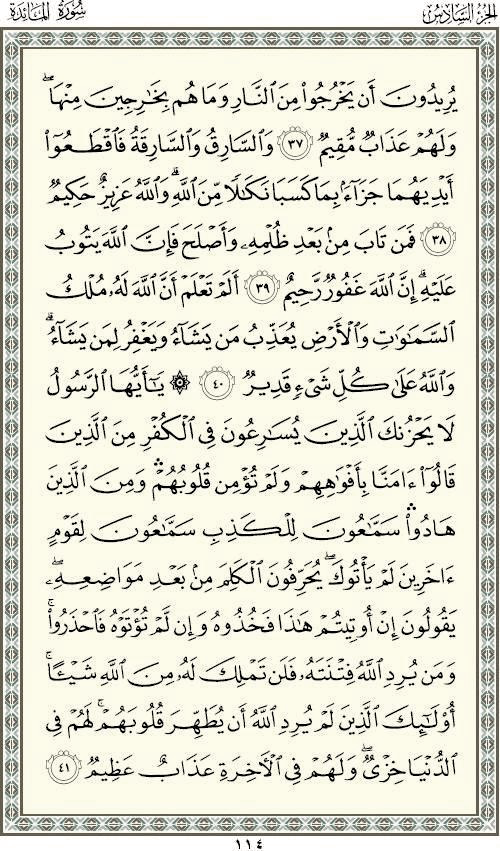 الجزء السادس
سورة المائدة
يُرِيدُونَ أَن يَخْرُجُوا۟ مِنَ ٱلنَّارِ وَمَا هُم بِخَـٰرِجِينَ مِنْهَا ۖ
وَلَهُمْ عَذَابٌ مُّقِيمٌ ٣٧ وَٱلسَّارِقُ وَٱلسَّارِقَةُ فَٱقْطَعُوٓا۟
أَيْدِيَهُمَا جَزَآءًۢ بِمَا كَسَبَا نَكَـٰلًا مِّنَ ٱللَّهِ ۗ وَٱللَّهُ عَزِيزٌ حَكِيمٌ
٣٨ فَمَن تَابَ مِنۢ بَعْدِ ظُلْمِهِۦ وَأَصْلَحَ فَإِنَّ ٱللَّهَ يَتُوبُ
عَلَيْهِ ۗ إِنَّ ٱللَّهَ غَفُورٌ رَّحِيمٌ ٣٩ أَلَمْ تَعْلَمْ أَنَّ ٱللَّهَ لَهُۥ مُلْكُ
ٱلسَّمَـٰوَٰتِ وَٱلْأَرْضِ يُعَذِّبُ مَن يَشَآءُ وَيَغْفِرُ لِمَن يَشَآءُ ۗ
وَٱللَّهُ عَلَىٰ كُلِّ شَىْءٍ قَدِيرٌ ٤٠ ۞ يَـٰٓأَيُّهَا ٱلرَّسُولُ
لَا يَحْزُنكَ ٱلَّذِينَ يُسَـٰرِعُونَ فِى ٱلْكُفْرِ مِنَ ٱلَّذِينَ
قَالُوٓا۟ ءَامَنَّا بِأَفْوَٰهِهِمْ وَلَمْ تُؤْمِن قُلُوبُهُمْ ۛ وَمِنَ ٱلَّذِينَ
هَادُوا۟ ۛ سَمَّـٰعُونَ لِلْكَذِبِ سَمَّـٰعُونَ لِقَوْمٍ
ءَاخَرِينَ لَمْ يَأْتُوكَ ۖ يُحَرِّفُونَ ٱلْكَلِمَ مِنۢ بَعْدِ مَوَاضِعِهِۦ ۖ
يَقُولُونَ إِنْ أُوتِيتُمْ هَـٰذَا فَخُذُوهُ وَإِن لَّمْ تُؤْتَوْهُ فَٱحْذَرُوا۟ ۚ
وَمَن يُرِدِ ٱللَّهُ فِتْنَتَهُۥ فَلَن تَمْلِكَ لَهُۥ مِنَ ٱللَّهِ شَيْـًٔا ۚ
أُو۟لَـٰٓئِكَ ٱلَّذِينَ لَمْ يُرِدِ ٱللَّهُ أَن يُطَهِّرَ قُلُوبَهُمْ ۚ لَهُمْ فِى
ٱلدُّنْيَا خِزْىٌ ۖ وَلَهُمْ فِى ٱلْـَٔاخِرَةِ عَذَابٌ عَظِيمٌ ٤١
١١٤